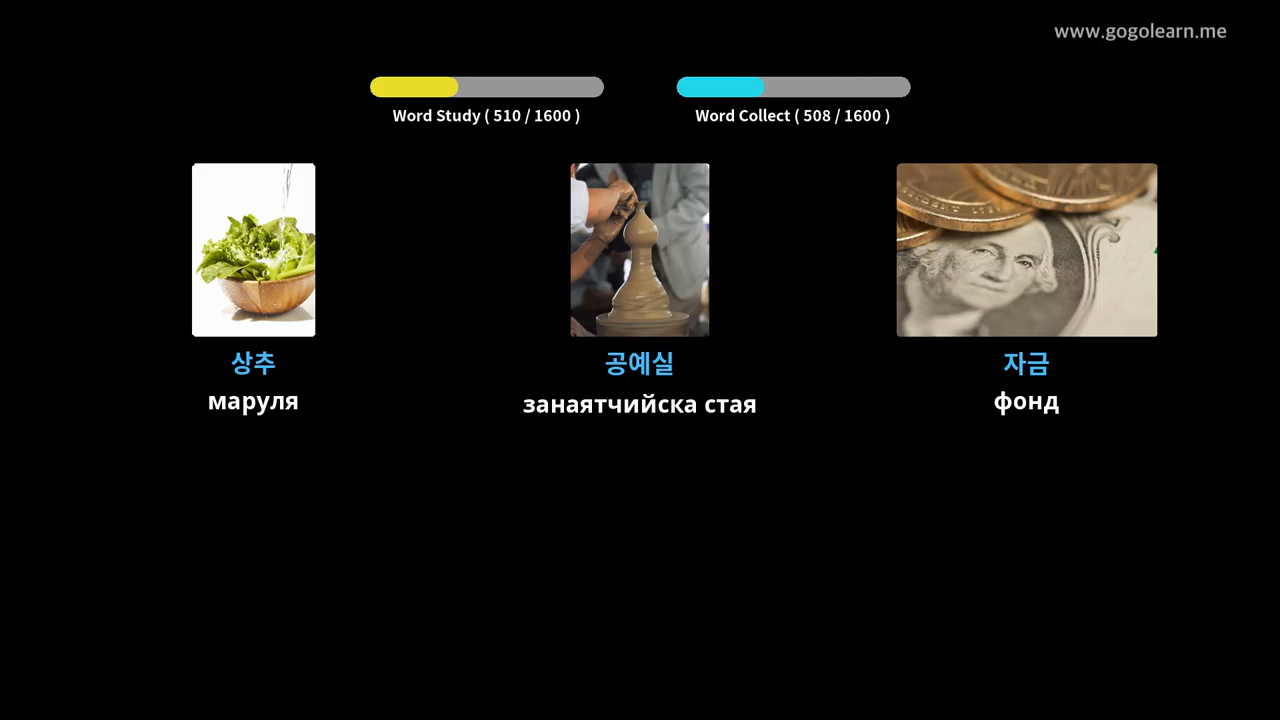 www.gogolearn.me
Word Study ( 510 / 1600 )
Word Collect ( 508 / 1600 )
상추
공예실
자금
маруля
занаятчийска стая
фонд